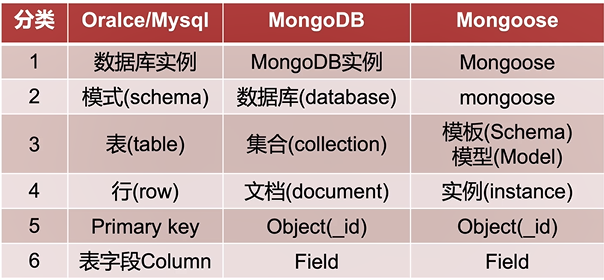 分类 Oralce/Mysql MongoDB Mongoose
1 数据库实例 MongoDB实例 Mongoose
2 模式(schema) 数据库(database) mongoose
3 表(table) 集合(collection) 模板(Schema)
模型(Model)
4 行(row) 文档(document) 实例(instance)
5 Primary key Object(_id) Object(_id)
6 表字段Column Field Field